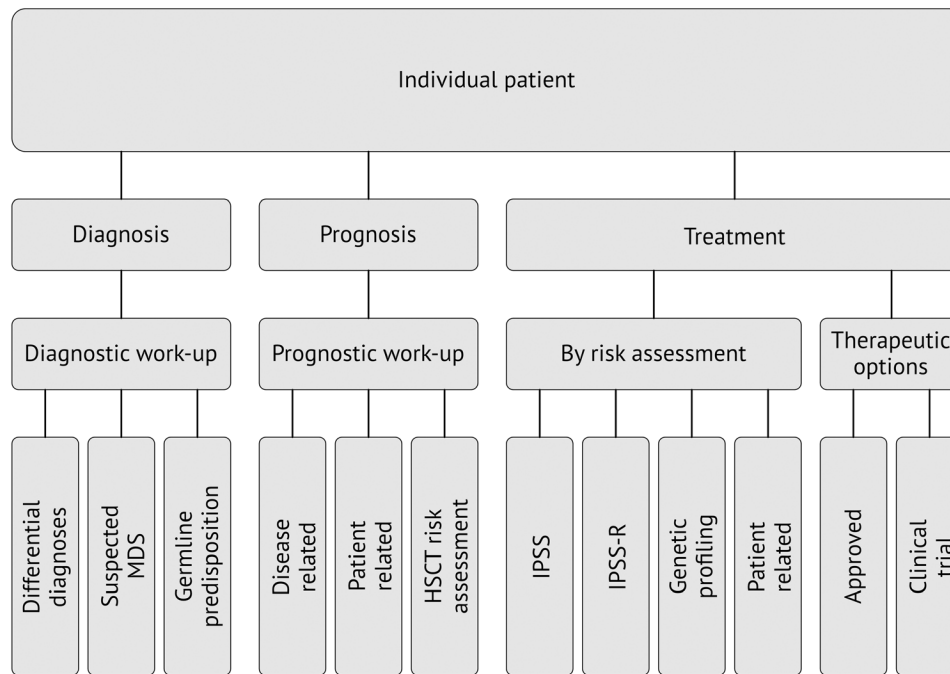 Individual patient
Diagnosis
Prognosis
Treatment
Diagnostic work-up
Prognostic work-up
By risk assessment
Therapeutic
options
Differential
diagnoses
Suspected
MDS
Germline
predisposition
Disease
related
Patient
related
HSCT risk
assessment
IPSS
IPSS-R
Genetic
profiling
Patient
related
Approved
Clinical
trial